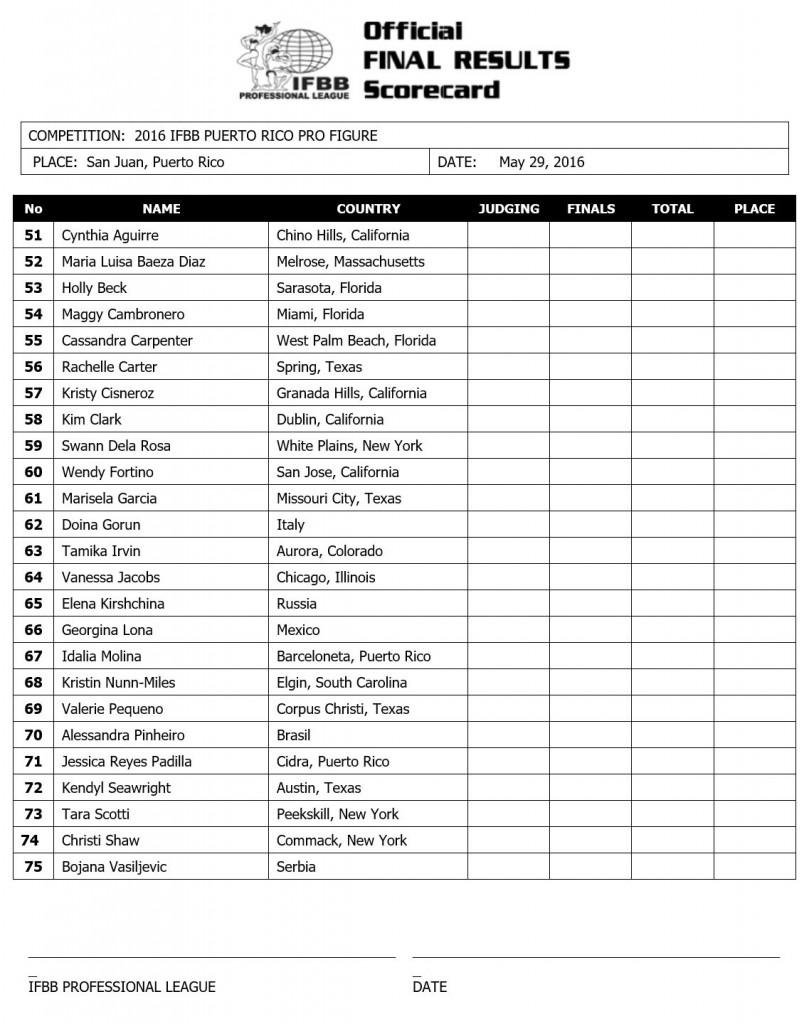 Official
FINAL RESULTS
Scorecard
IFBB
PROFESSIONAL LEAGUE
COMPETITION: 2016 IFBB PUERTO RICO PRO FIGURE
PLACE: San Juan, Puerto Rico DATE: May 29, 2016
No NAME COUNTRY JUDGING FINALS TOTAL PLACE
51 Cynthia Aguirre Chino Hills, California
52 Maria Luisa Baeza Diaz Melrose, Massachusetts
53 Holly Beck Sarasota, Florida
54 Maggy Cambronero Miami, Florida
55 Cassandra Carpenter West Palm Beach, Florida
56 Rachelle Carter Spring, Texas
57 Kristy Cisneroz Granada Hills, California
58 Kim Clark Dublin, California
59 Swann Dela Rosa White Plains, New York
60 Wendy Fortino San Jose, California
61 Marisela Garcia Missouri City, Texas
62 Doina Gorun Italy
63 Tamika Irvin Aurora, Colorado
64 Vanessa Jacobs Chicago, Illinois
65 Elena Kirshchina Russia
66 Georgina Lona Mexico
67 Idalia Molina Barceloneta, Puerto Rico
68 Kristin Nunn-Miles Elgin, South Carolina
69 Valerie Pequeno Corpus Christi, Texas
70 Alessandra Pinheiro Brasil
71 Jessica Reyes Padilla Cidra, Puerto Rico
72 Kendyl Seawright Austin, Texas
73 Tara Scotti Peekskill, New York
74 Christi Shaw Commack, New York
75 Bojana Vasiljevic Serbia
IFBB PROFESSIONAL LEAGUE DATE